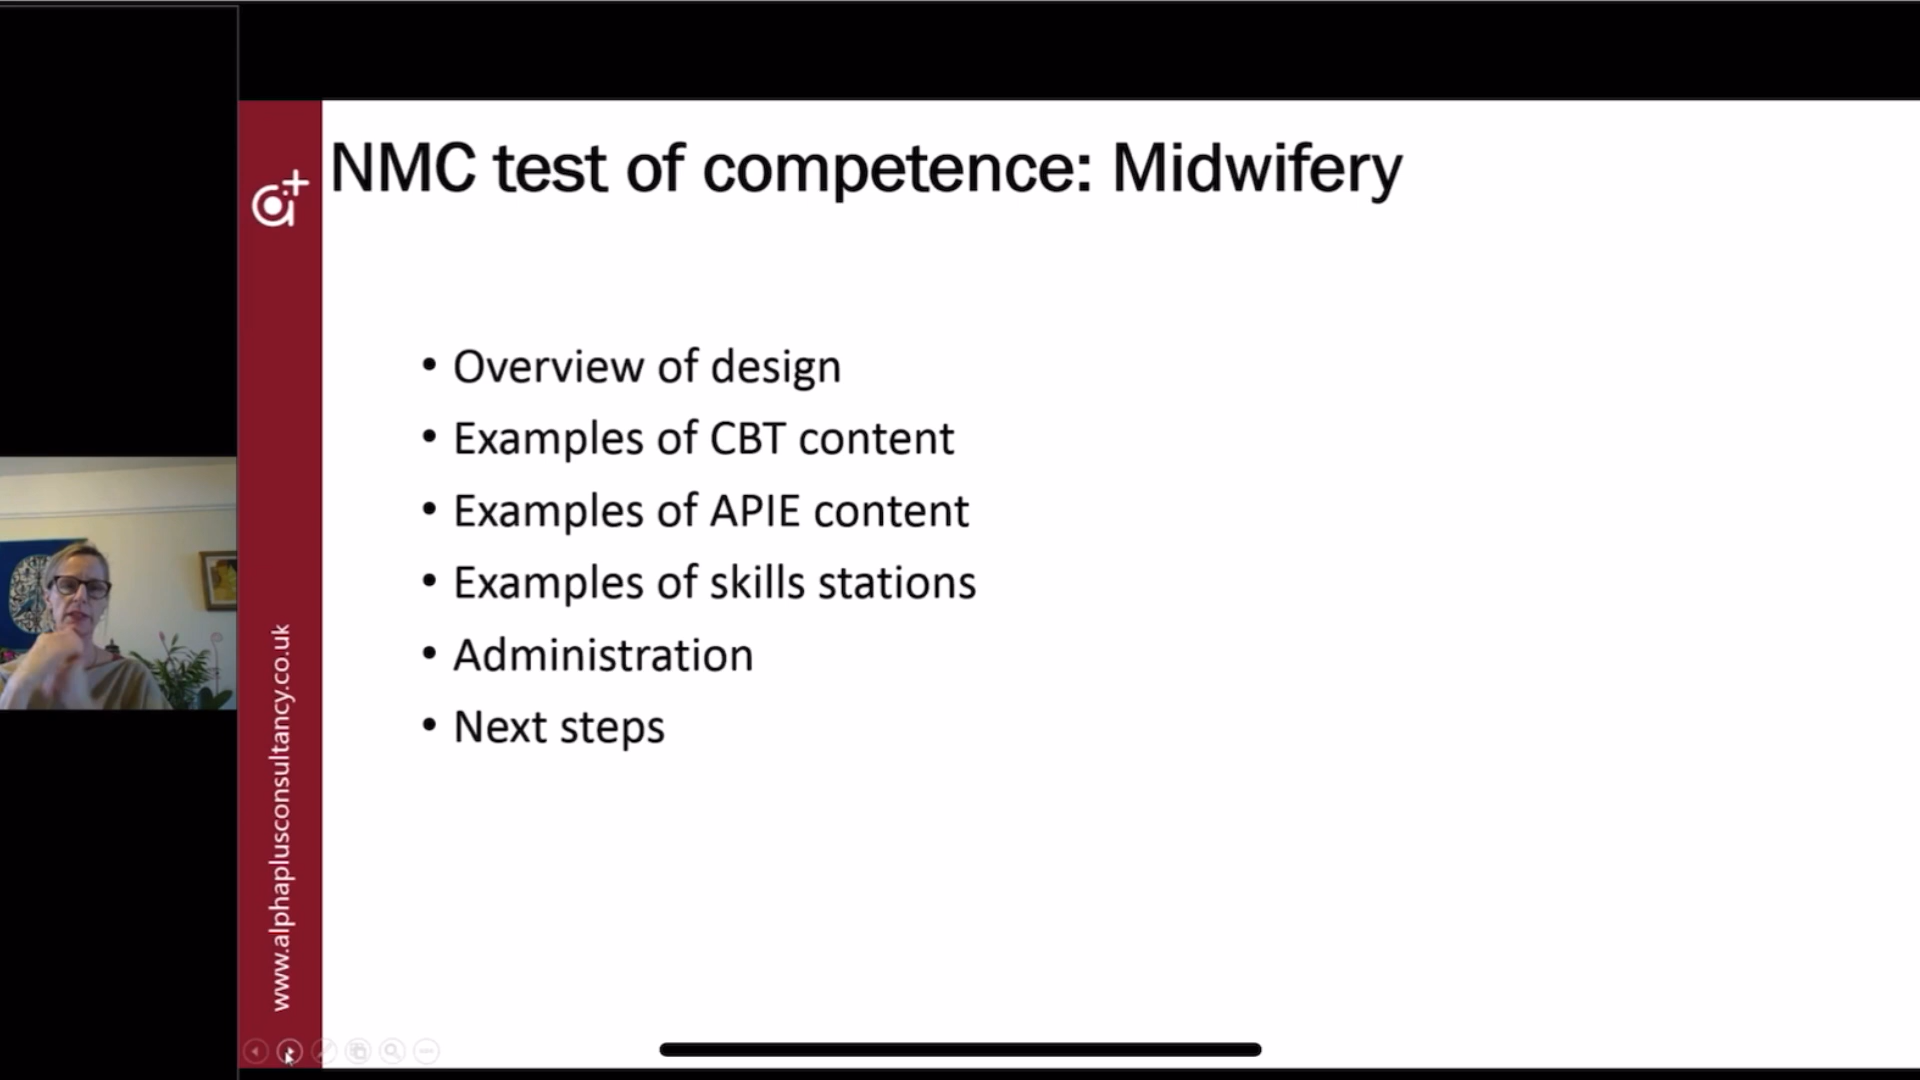 NMC test of competence: Midwifery
• Overview of design
• Examples of CBT content
• Examples of APIE content
• Examples of skills stations
• Administration
• Next steps
www.alphaplusconsultancy.co.uk